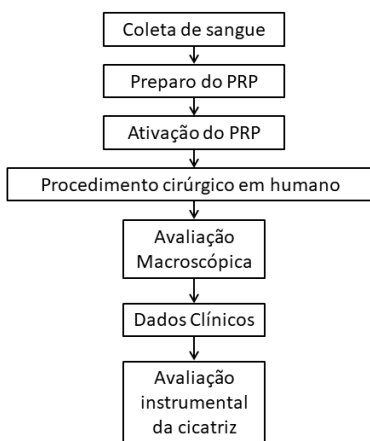 Coleta de sangue
Preparo do PRP
Ativação do PRP
Procedimento cirúrgico em humano
Avaliação
Macroscópica
Dados Clínicos
Avaliação
instrumental
da cicatriz